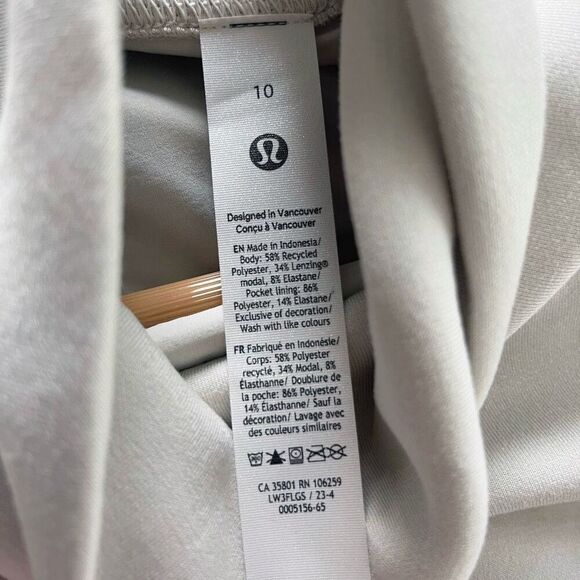 10
Designed in Vancouver
Conçu à Vancouver
EN Made in Indonesia/
Body: 58% Recycled
Polyester, 34% Lenzing®
modal, 8% Elastane/
Pocket lining: 86%
Polyester, 14% Elastane/
Exclusive of decoration/
Wash with like colours
FR Fabriqué en Indonésie/
Corps: 58% Polyester
recyclé, 34% Modal, 8%
Élasthanne/ Doublure de
la poche: 86% Polyester,
14% Élasthanne/ Sauf la
décoration/ Lavage avec
des couleurs similaires
CA 35801 RN 106259
LW3FLGS / 23-4
0005156-65